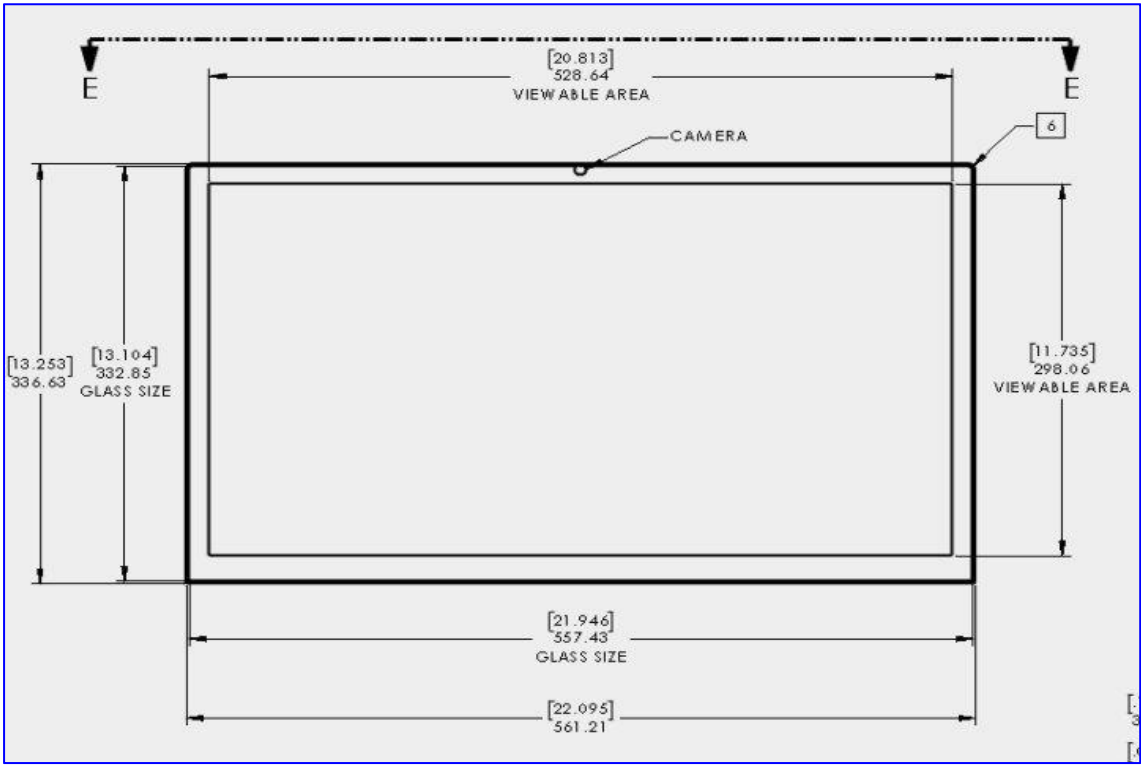 [20.813]
528.64
VIEWABLE AREA
E
E
CAMERA
6
[13.253]
336.63
[13.104]
332.85
GLASS SIZE
[11.735]
298.06
VIEWABLE AREA
[21.946]
557.43
GLASS SIZE
[22.095]
561.21